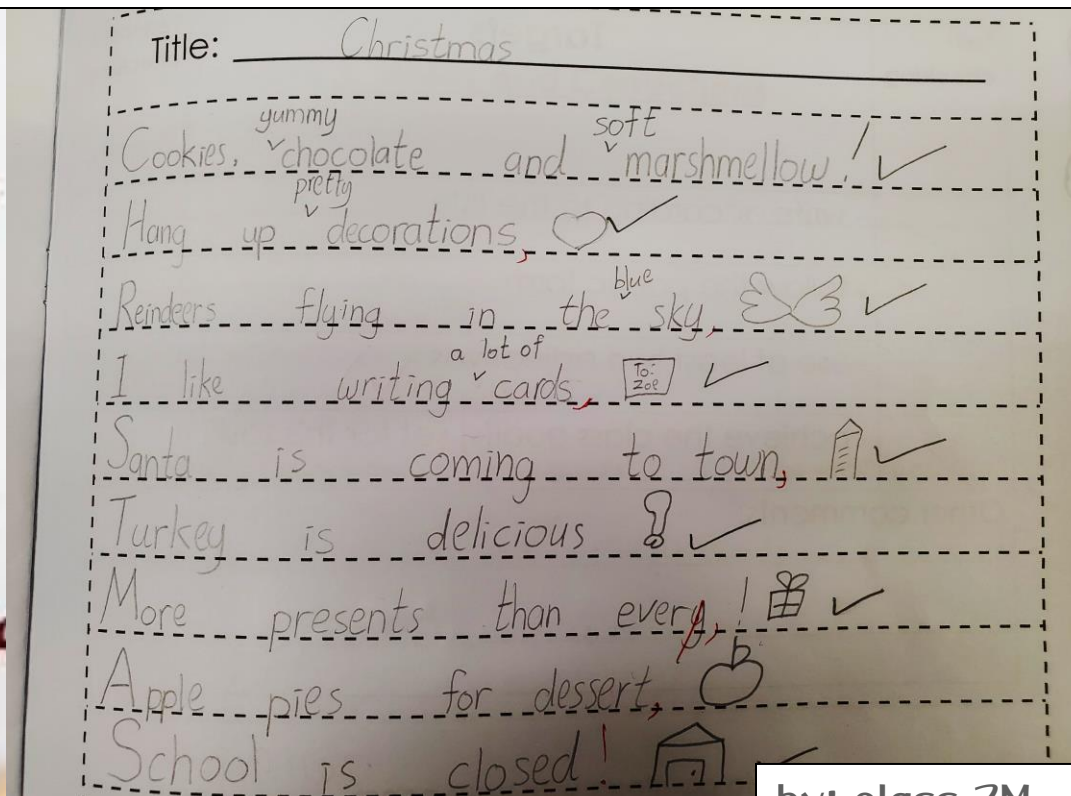 Title: Christmas
yummy soft
Cookies, chocolate and marshmellow!
pretty
Hang up decorations,
blue
Reindeers flying in the sky,
a lot of
I like writing cards,
To:
Zoe
Santa is coming to town,
Turkey is delicious
More presents than every, !
Apple pies for dessert,
School is closed!
by: class 2M